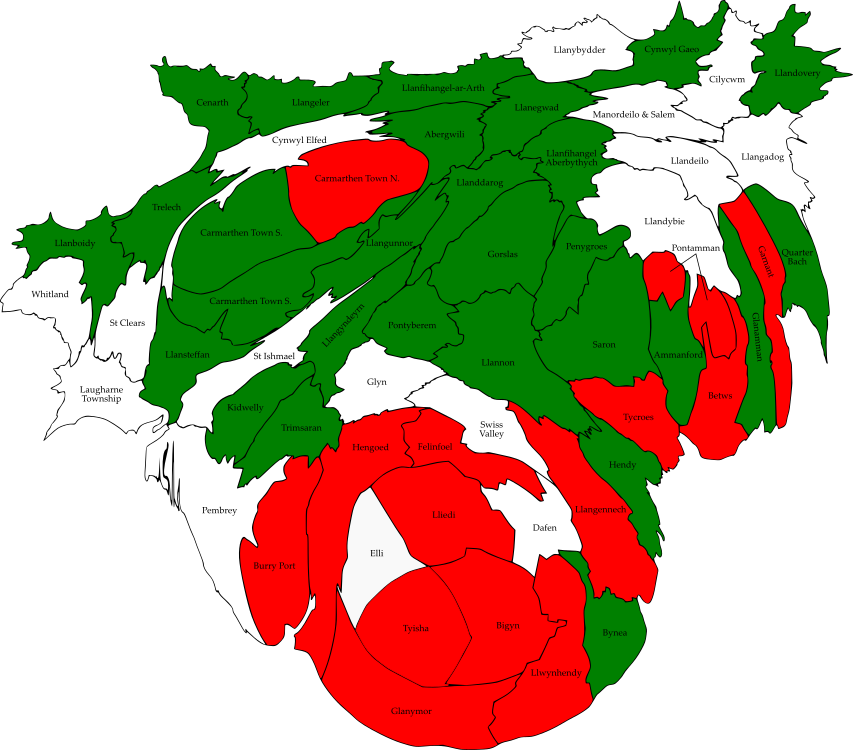 Llanybydder
Cynwyl Gaeo
Cilycwm
Llandovery
Cenarth
Llangeler
Llanfihangel-ar-Arth
Llanegwad
Manordeilo & Salem
Cynwyl Elfed
Abergwili
Llanfihangel
Aberbythych
Llandeilo
Llangadog
Carmarthen Town N.
Llanddarog
Trelech
Llandybie
Carmarthen Town S.
Llangunnor
Llanboidy
Gorslas
Penygroes
Pontamman
Garnant
Quarter
Bach
Whitland
Carmarthen Town S.
St Clears
Llangyndeyrn
Pontyberem
Glanamman
Llansteffan
St Ishmael
Llannon
Saron
Ammanford
Laugharne
Township
Glyn
Betws
Kidwelly
Tycroes
Trimsaran
Swiss
Valley
Hengoed
Felinfoel
Hendy
Pembrey
Lliedi
Llangennech
Dafen
Elli
Burry Port
Tyisha
Bigyn
Bynea
Llwynhendy
Glanymor